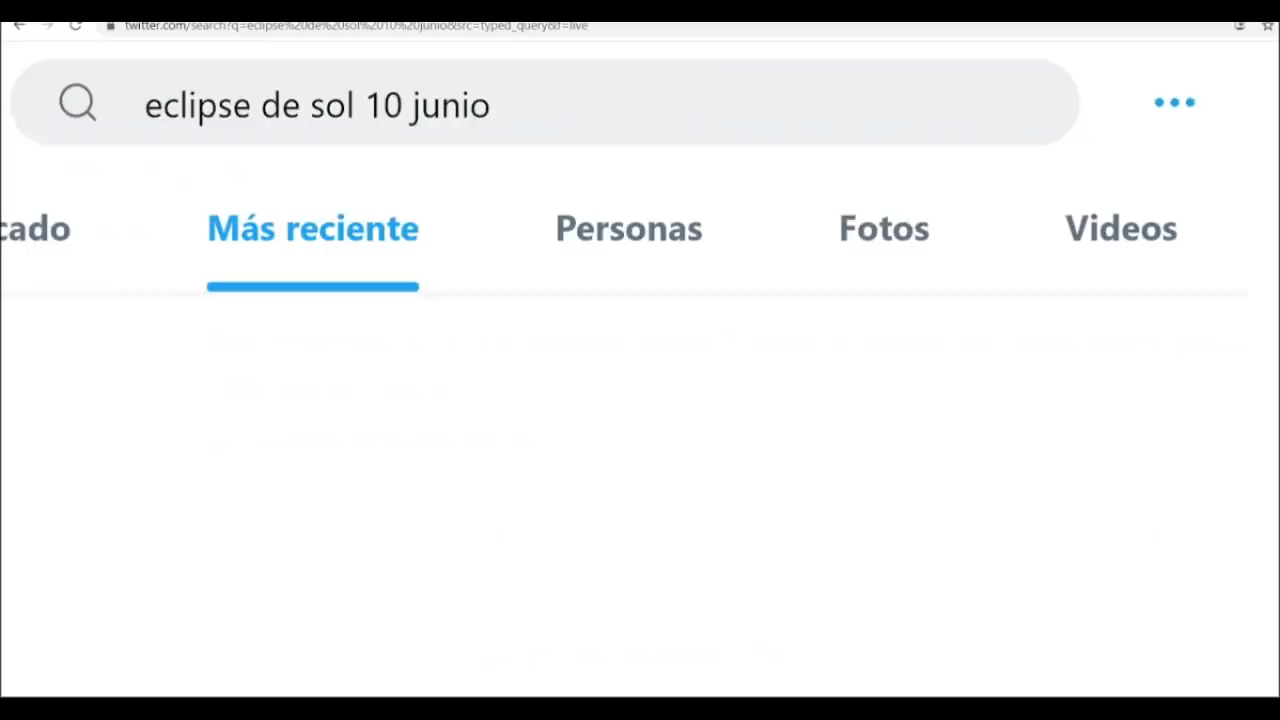 twitter.com/search?q=eclipse%20de%20sol%2010%20junio&src=typed_query&f=live
eclipse de sol 10 junio
cado Más reciente Personas Fotos Videos